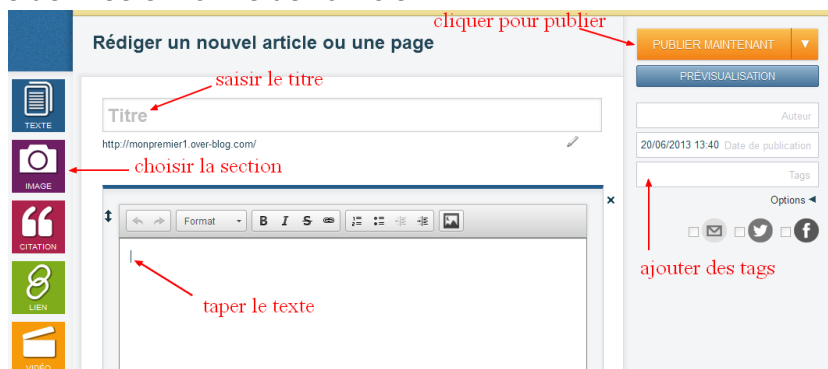 cliquer pour publier
Rédiger un nouvel article ou une page
PUBLIER MAINTENANT
PRÉVISUALISATION
saisir le titre
Titre
Auteur
TEXTE
http://monpremier1.over-blog.com/
20/06/2013 13:40 Date de publication
choisir la section
Tags
IMAGE
Options
Format
B I S
CITATION
ajouter des tags
taper le texte
LIEN
VIDÉO